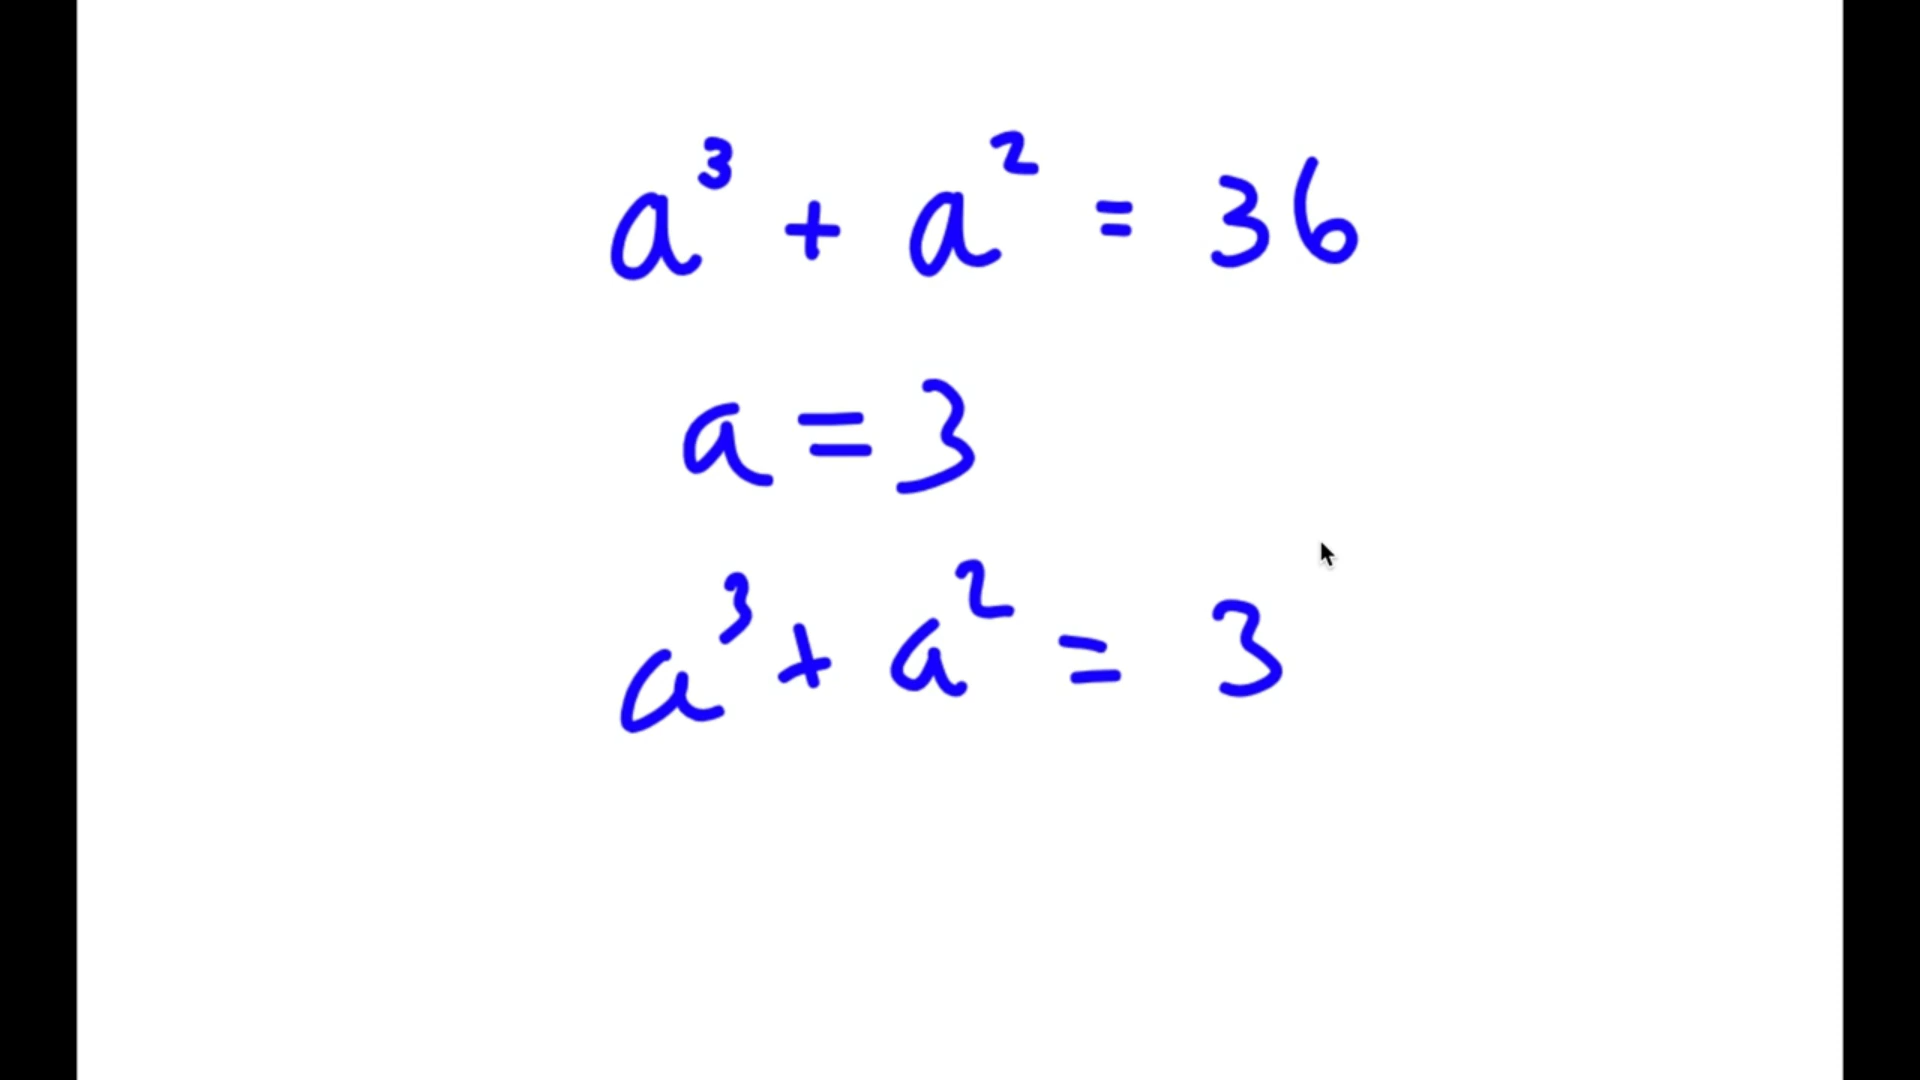 a³ + a² = 36
a = 3
a³ + a² = 3